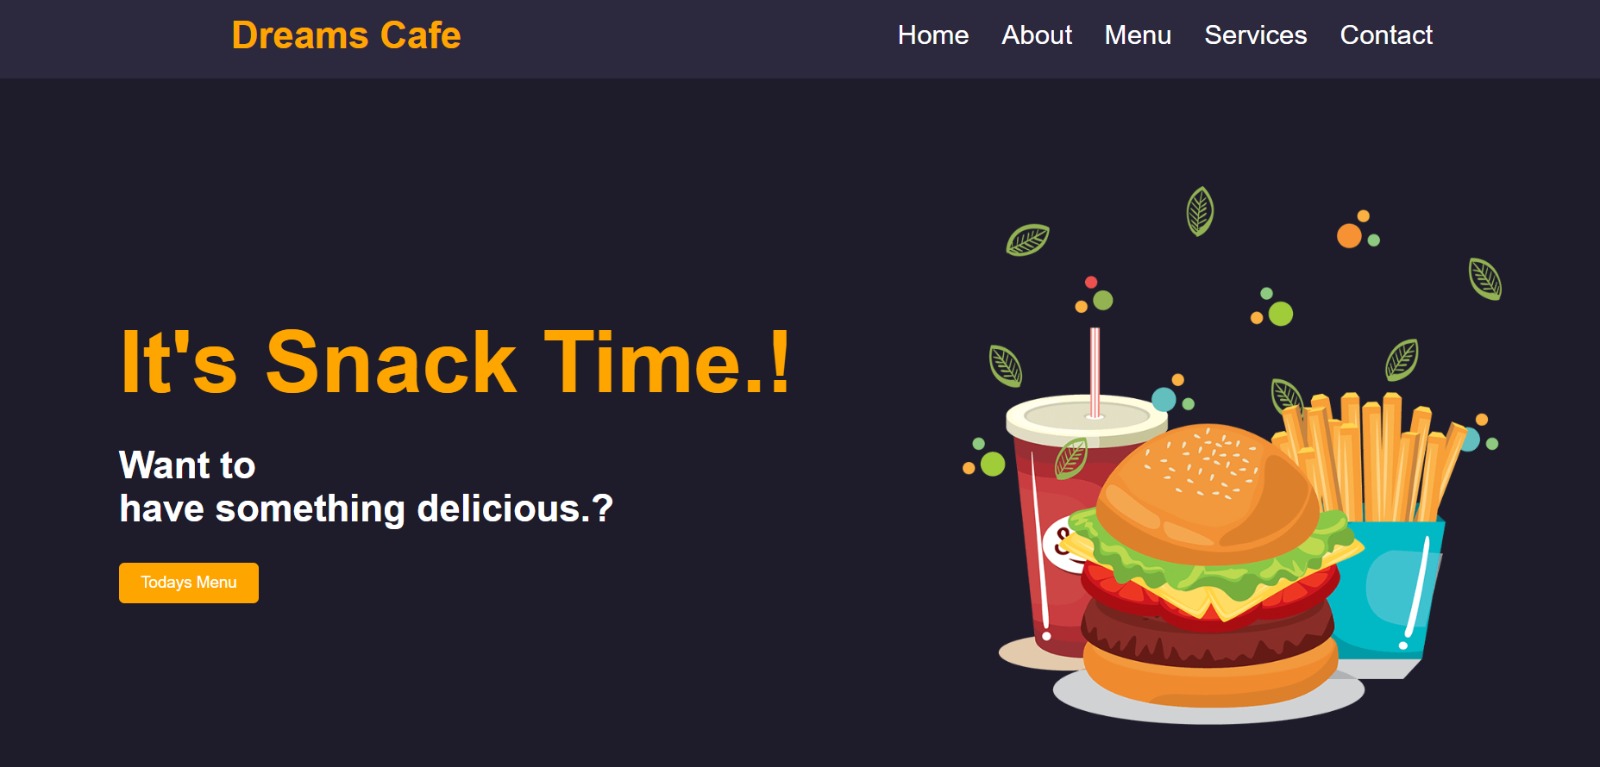 Dreams Cafe
Home About Menu Services Contact
It's Snack Time.!
Want to
have something delicious.?
Todays Menu